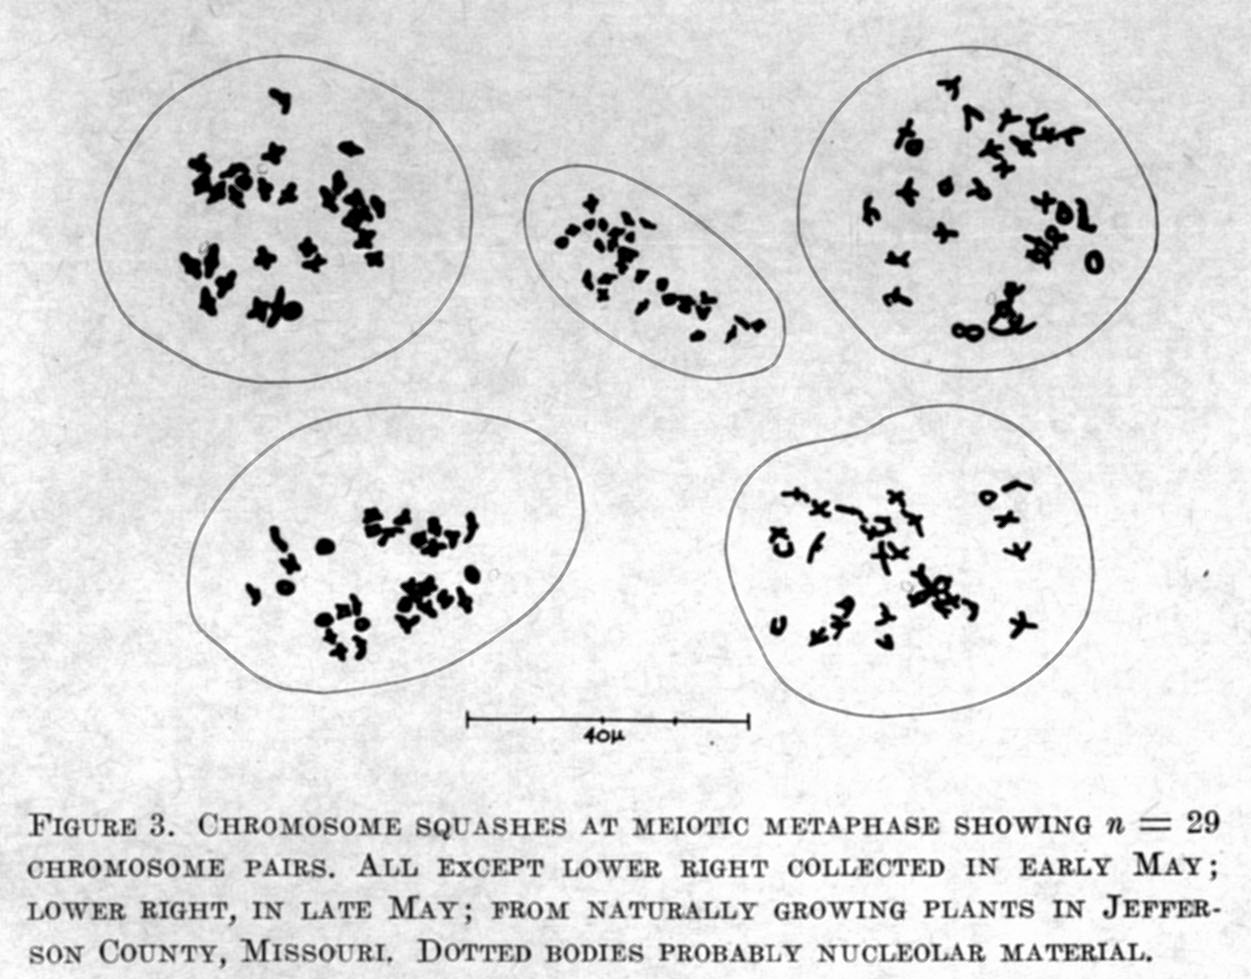 40μ
FIGURE 3. CHROMOSOME SQUASHES AT MEIOTIC METAPHASE SHOWING n = 29
CHROMOSOME PAIRS. ALL EXCEPT LOWER RIGHT COLLECTED IN EARLY MAY;
LOWER RIGHT, IN LATE MAY; FROM NATURALLY GROWING PLANTS IN JEFFER-
SON COUNTY, MISSOURI. DOTTED BODIES PROBABLY NUCLEOLAR MATERIAL.